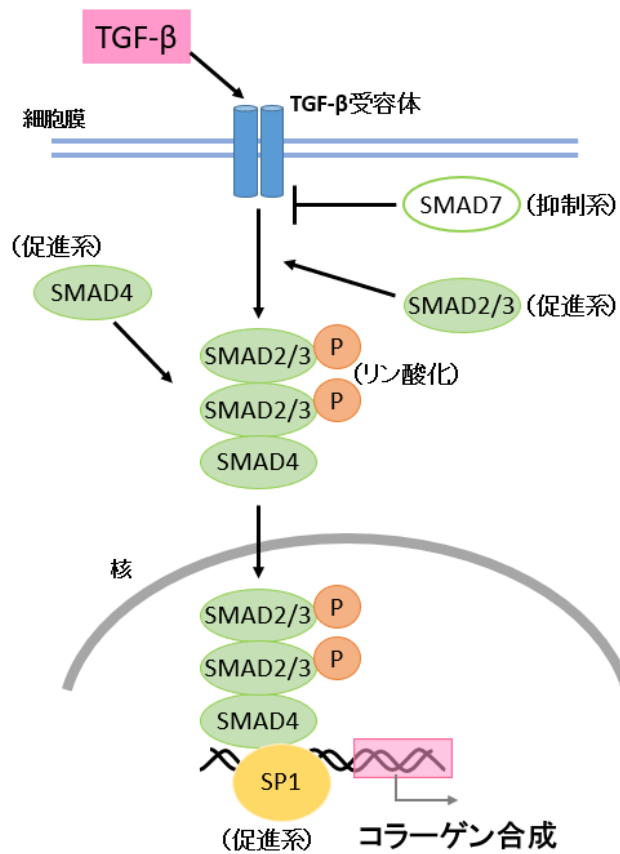 TGF-β
TGF-β受容体
細胞膜
SMAD7 (抑制系)
(促進系)
SMAD4
SMAD2/3 (促進系)
SMAD2/3 P
(リン酸化)
SMAD2/3 P
SMAD4
核
SMAD2/3 P
SMAD2/3 P
SMAD4
SP1
(促進系)
コラーゲン合成